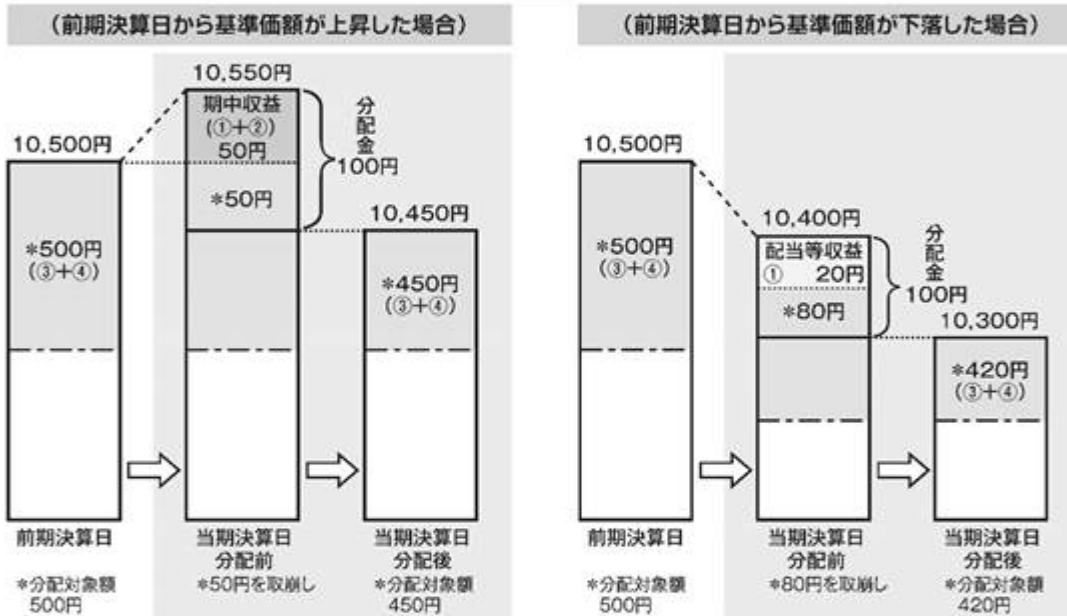 （前期決算日から基準価額が上昇した場合）
10,550円
期中収益
（①＋②）
50円
分配金
100円
10,500円
＊50円
10,450円
＊500円
（③＋④）
＊450円
（③＋④）
前期決算日
当期決算日
分配前
当期決算日
分配後
＊分配対象額
500円
＊50円を取崩し
＊分配対象額
450円
（前期決算日から基準価額が下落した場合）
10,500円
10,400円
配当等収益
① 20円
分配金
100円
＊500円
（③＋④）
＊80円
10,300円
＊420円
（③＋④）
前期決算日
当期決算日
分配前
当期決算日
分配後
＊分配対象額
500円
＊80円を取崩し
＊分配対象額
420円